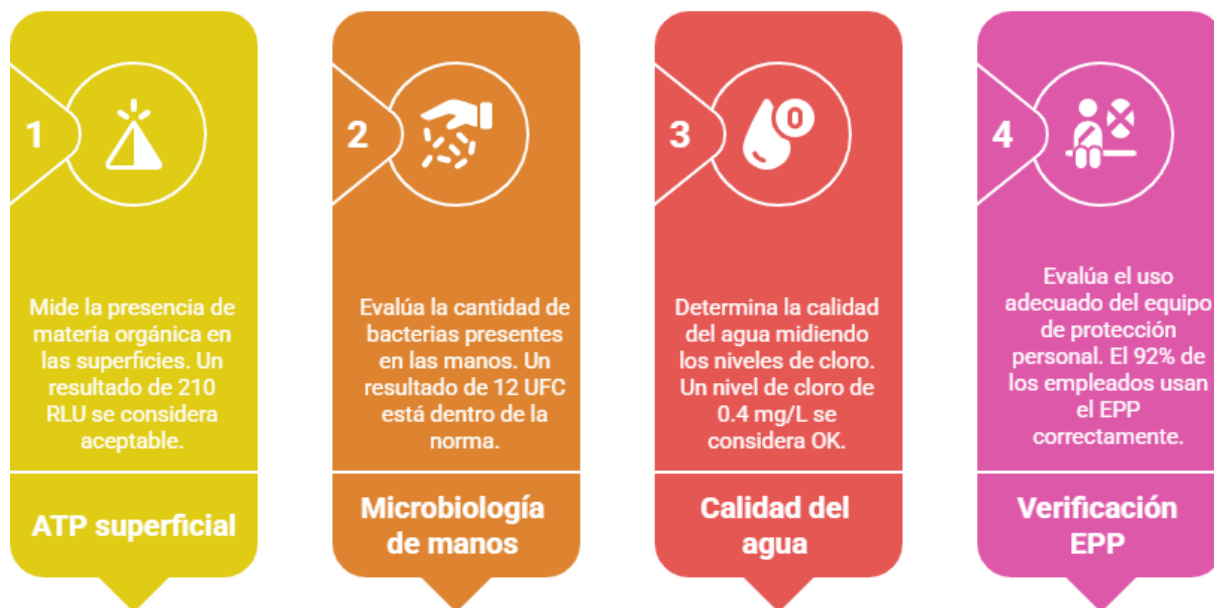 1
Mide la presencia de
materia orgánica en
las superficies. Un
resultado de 210
RLU se considera
aceptable.
ATP superficial
2
Evalúa la cantidad de
bacterias presentes
en las manos. Un
resultado de 12 UFC
está dentro de la
norma.
Microbiología
de manos
3
0
Determina la calidad
del agua midiendo
los niveles de cloro.
Un nivel de cloro de
0.4 mg/L se
considera OK.
Calidad del
agua
4
Evalúa el uso
adecuado del equipo
de protección
personal. El 92% de
los empleados usan
el EPP
correctamente.
Verificación
EPP